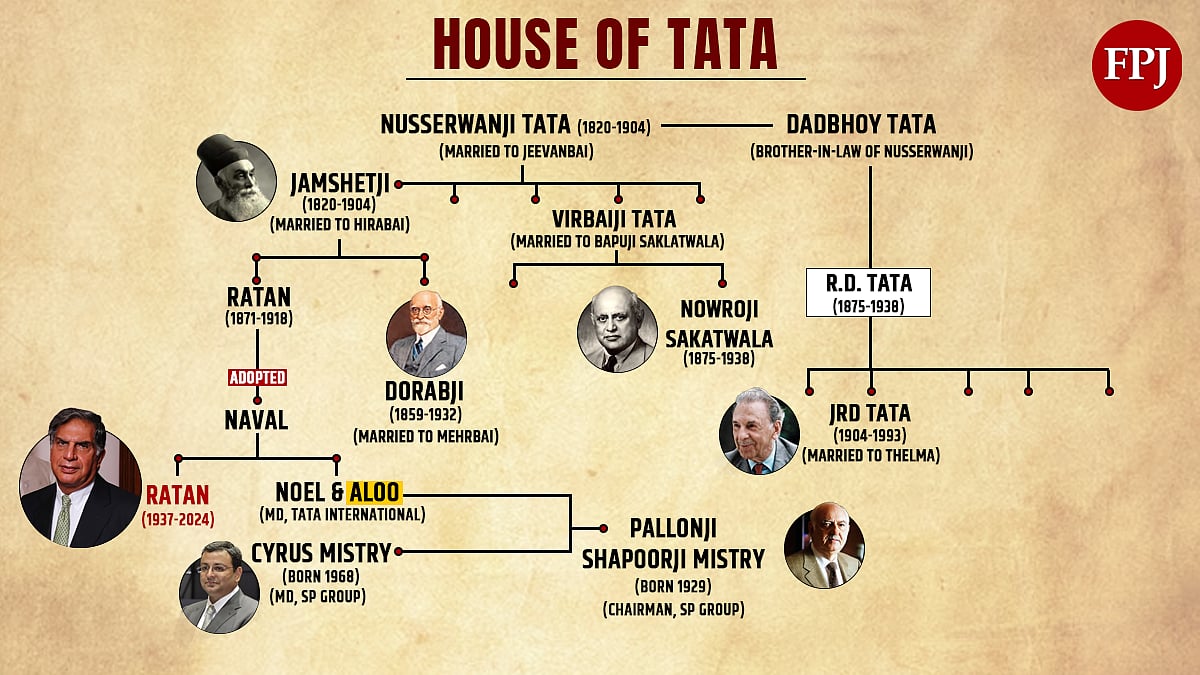 HOUSE OF TATA
FPJ
NUSSERWANJI TATA (1820-1904)
(MARRIED TO JEEVANBAI)
DADBHOY TATA
(BROTHER-IN-LAW OF NUSSERWANJI)
JAMSHETJI
(1820-1904)
(MARRIED TO HIRABAI)
VIRBAIJI TATA
(MARRIED TO BAPUJI SAKLATWALA)
RATAN
(1871-1918)
DORABJI
(1859-1932)
(MARRIED TO MEHRBAI)
NOWROJI
SAKATWALA
(1875-1938)
R.D. TATA
(1875-1938)
ADOPTED
NAVAL
JRD TATA
(1904-1993)
(MARRIED TO THELMA)
RATAN
(1937-2024)
NOEL & ALOO
(MD, TATA INTERNATIONAL)
CYRUS MISTRY
(BORN 1968)
(MD, SP GROUP)
PALLONJI
SHAPOORJI MISTRY
(BORN 1929)
(CHAIRMAN, SP GROUP)